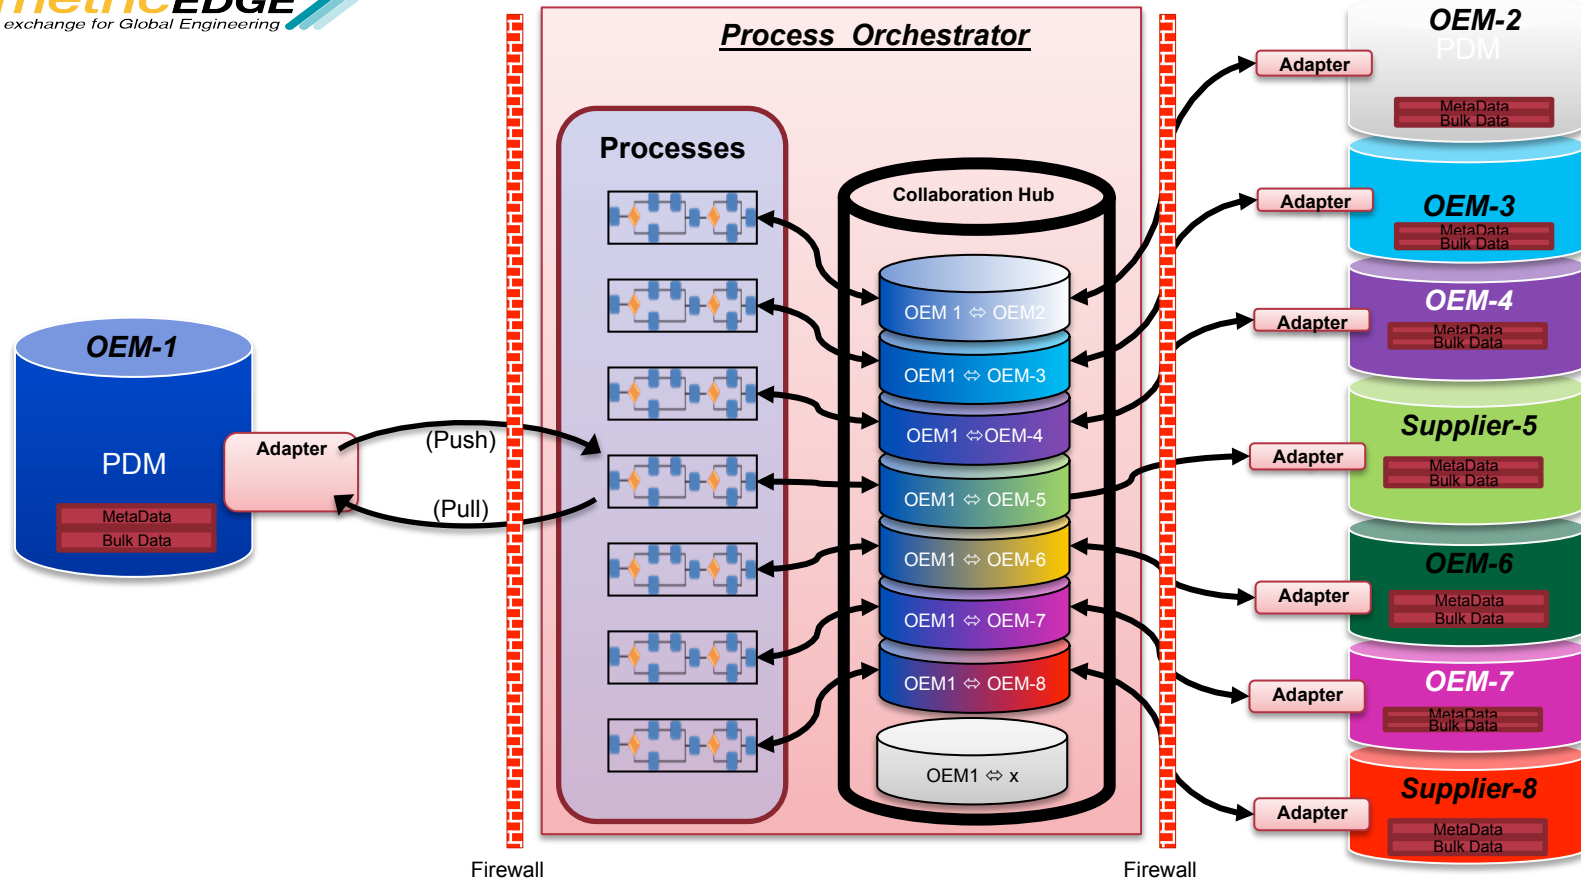 metricEDGE
exchange for Global Engineering
Process Orchestrator
Processes
Collaboration Hub
OEM 1 ⬄ OEM2
OEM1 ⬄ OEM-3
OEM1 ⬄OEM-4
OEM1 ⬄ OEM-5
OEM1 ⬄ OEM-6
OEM1 ⬄ OEM-7
OEM1 ⬄ OEM-8
OEM1 ⬄ x
OEM-1
PDM
MetaData
Bulk Data
Adapter
(Push)
(Pull)
Firewall
Firewall
Adapter
OEM-2
PDM
MetaData
Bulk Data
Adapter
OEM-3
MetaData
Bulk Data
Adapter
OEM-4
MetaData
Bulk Data
Adapter
Supplier-5
MetaData
Bulk Data
Adapter
OEM-6
MetaData
Bulk Data
Adapter
OEM-7
MetaData
Bulk Data
Adapter
Supplier-8
MetaData
Bulk Data